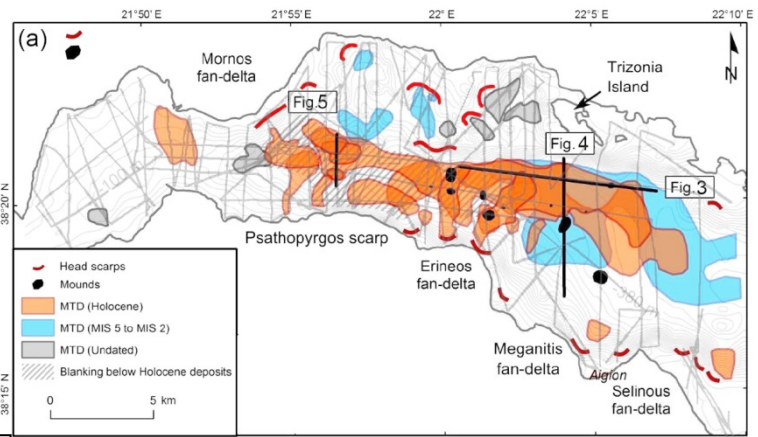 21°50'E
21°55'E
22°E
22°5'E
22°10'E
(a)
Mornos
fan-delta
Trizonia
Island
N
Fig.5
Fig. 4
Fig. 3
38°20'N
Psathopyrgos scarp
Erineos
fan-delta
Head scarps
Mounds
MTD (Holocene)
MTD (MIS 5 to MIS 2)
MTD (Undated)
Blanking below Holocene deposits
0 5 km
Meganitis
fan-delta
Aigion
Selinous
fan-delta
38°15'N